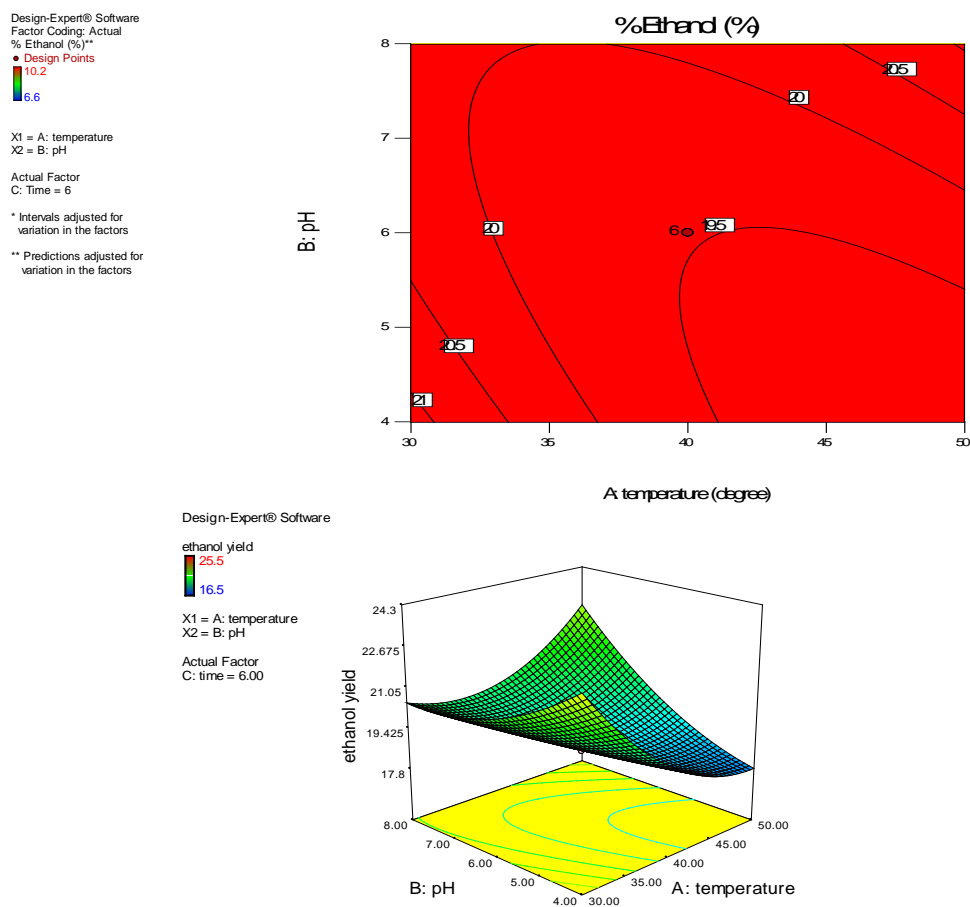 Design-Expert® Software
Factor Coding: Actual
% Ethanol (%)**
Design Points
10.2
6.6
X1 = A: temperature
X2 = B: pH
Actual Factor
C: Time = 6
* Intervals adjusted for
variation in the factors
** Predictions adjusted for
variation in the factors
%Ethanol (%)
B: pH
8
7
6
5
4
30
35
40
45
50
A: temperature (degree)
20.5
20
20
6
19.5
20.5
21
Design-Expert® Software
ethanol yield
25.5
16.5
X1 = A: temperature
X2 = B: pH
Actual Factor
C: time = 6.00
ethanol yield
24.3
22.675
21.05
19.425
17.8
8.00
7.00
6.00
5.00
4.00
30.00
35.00
40.00
45.00
50.00
B: pH
A: temperature